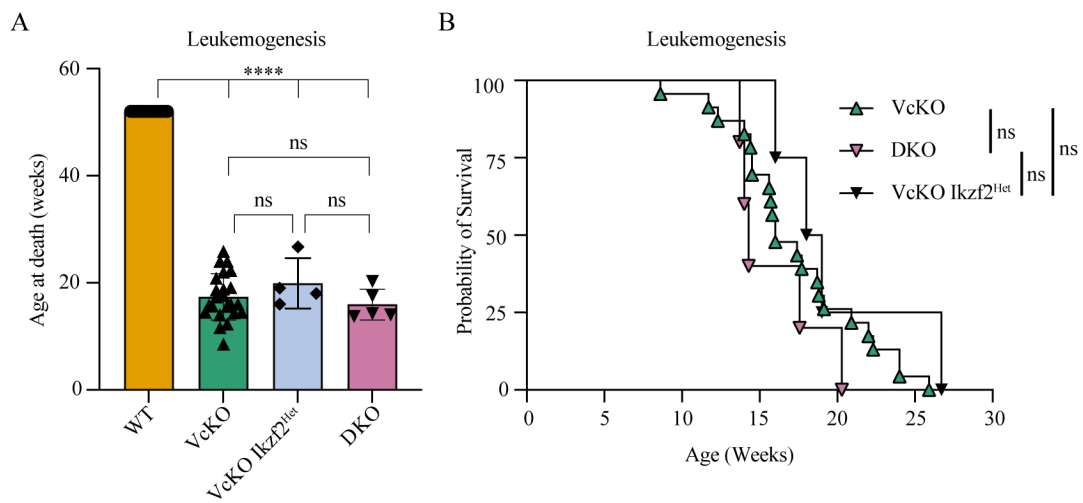 A
Leukemogenesis
Age at death (weeks)
60
40
20
0
****
ns
ns
ns
WT
VcKO
VcKO Ikzf2Het
DKO
B
Leukemogenesis
Probability of Survival
100
75
50
25
0
0
5
10
15
20
25
30
Age (Weeks)
VcKO
DKO
VcKO Ikzf2Het
ns
ns
ns